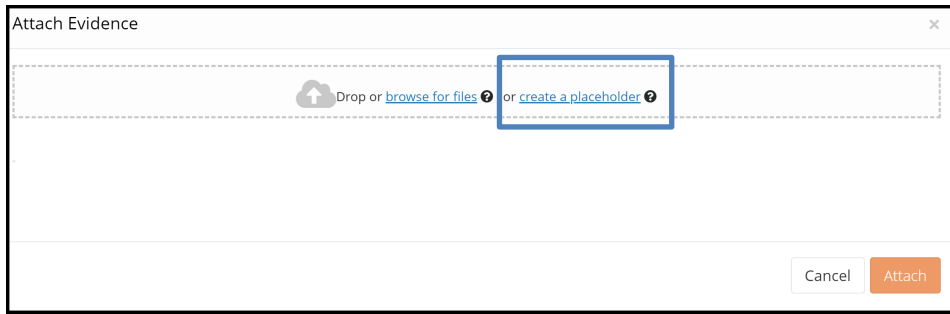 Attach Evidence ×
Drop or browse for files ? or create a placeholder ?
Cancel Attach